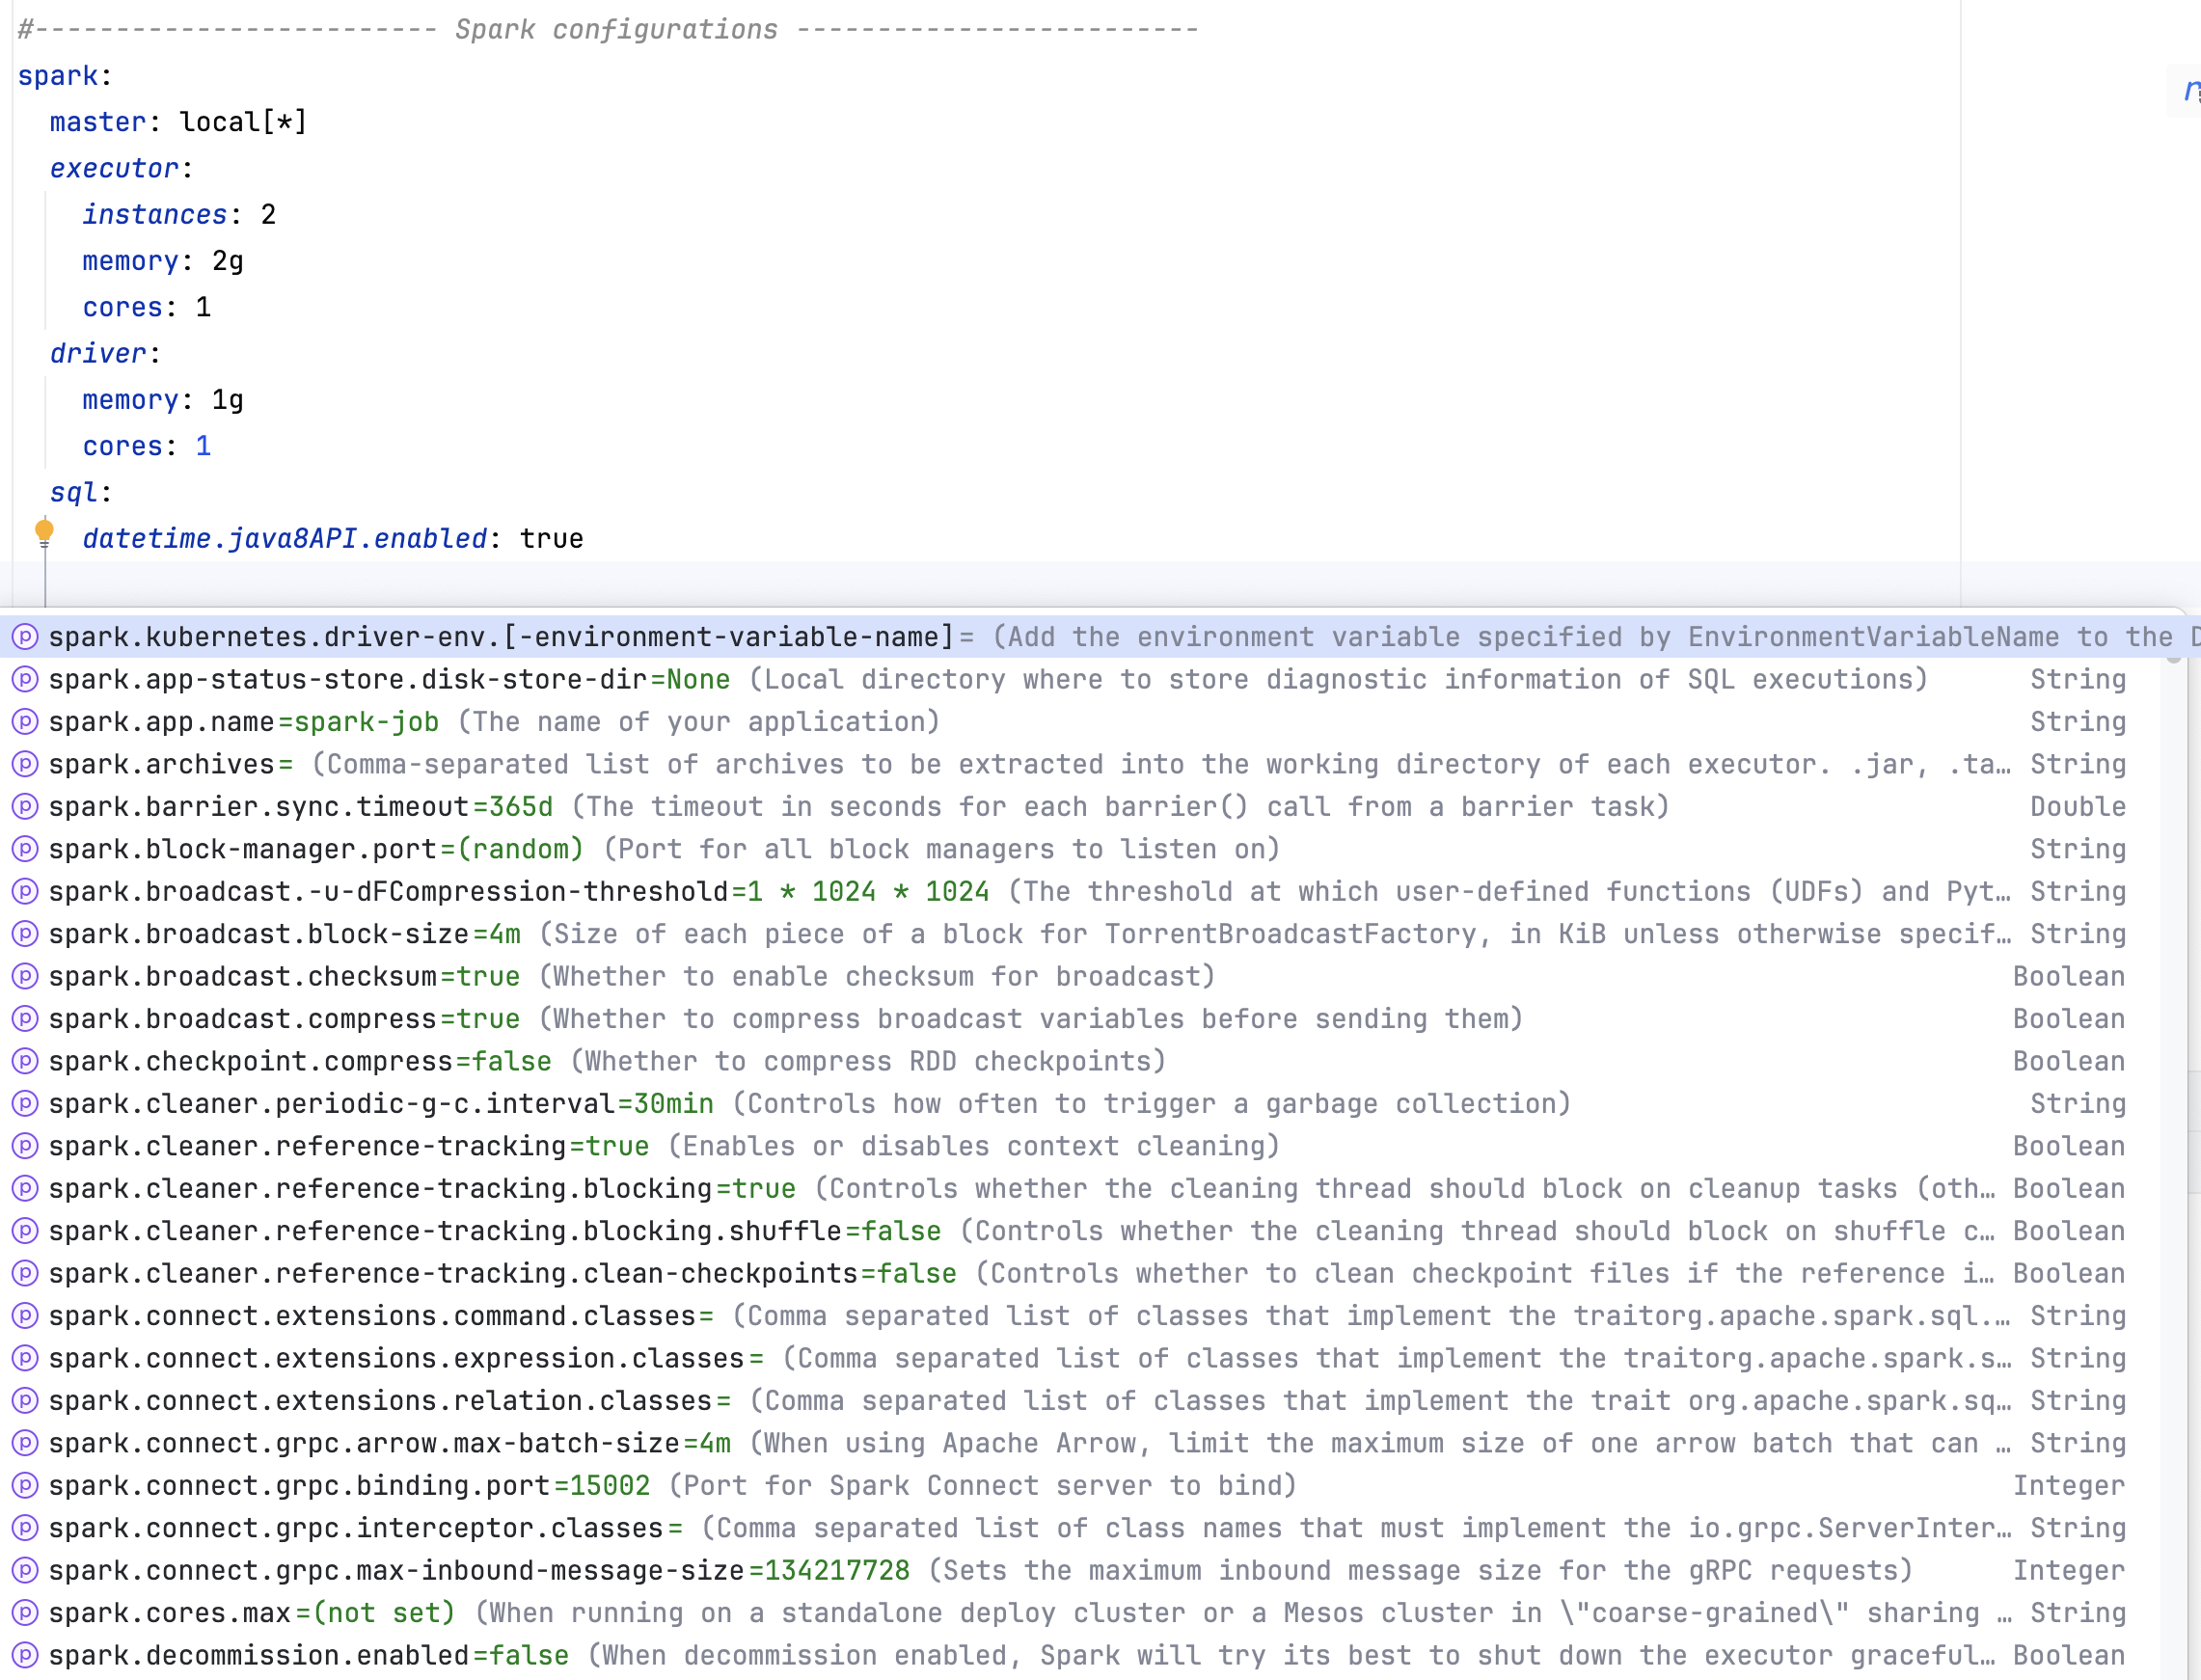 #------------------------- Spark configurations -------------------------
spark:
  master: local[*]
  executor:
    instances: 2
    memory: 2g
    cores: 1
  driver:
    memory: 1g
    cores: 1
  sql:
    datetime.java8API.enabled: true
spark.kubernetes.driver-env.[-environment-variable-name]= (Add the environment variable specified by EnvironmentVariableName to the
spark.app-status-store.disk-store-dir=None (Local directory where to store diagnostic information of SQL executions) String
spark.app.name=spark-job (The name of your application) String
spark.archives= (Comma-separated list of archives to be extracted into the working directory of each executor. .jar, .ta… String
spark.barrier.sync.timeout=365d (The timeout in seconds for each barrier() call from a barrier task) Double
spark.block-manager.port=(random) (Port for all block managers to listen on) String
spark.broadcast.-u-dFCompression-threshold=1 * 1024 * 1024 (The threshold at which user-defined functions (UDFs) and Pyt… String
spark.broadcast.block-size=4m (Size of each piece of a block for TorrentBroadcastFactory, in KiB unless otherwise specif… String
spark.broadcast.checksum=true (Whether to enable checksum for broadcast) Boolean
spark.broadcast.compress=true (Whether to compress broadcast variables before sending them) Boolean
spark.checkpoint.compress=false (Whether to compress RDD checkpoints) Boolean
spark.cleaner.periodic-g-c.interval=30min (Controls how often to trigger a garbage collection) String
spark.cleaner.reference-tracking=true (Enables or disables context cleaning) Boolean
spark.cleaner.reference-tracking.blocking=true (Controls whether the cleaning thread should block on cleanup tasks (oth… Boolean
spark.cleaner.reference-tracking.blocking.shuffle=false (Controls whether the cleaning thread should block on shuffle c… Boolean
spark.cleaner.reference-tracking.clean-checkpoints=false (Controls whether to clean checkpoint files if the reference i… Boolean
spark.connect.extensions.command.classes= (Comma separated list of classes that implement the traitorg.apache.spark.sql.… String
spark.connect.extensions.expression.classes= (Comma separated list of classes that implement the traitorg.apache.spark.s… String
spark.connect.extensions.relation.classes= (Comma separated list of classes that implement the trait org.apache.spark.sq… String
spark.connect.grpc.arrow.max-batch-size=4m (When using Apache Arrow, limit the maximum size of one arrow batch that can … String
spark.connect.grpc.binding.port=15002 (Port for Spark Connect server to bind) Integer
spark.connect.grpc.interceptor.classes= (Comma separated list of class names that must implement the io.grpc.ServerInter… String
spark.connect.grpc.max-inbound-message-size=134217728 (Sets the maximum inbound message size for the gRPC requests) Integer
spark.cores.max=(not set) (When running on a standalone deploy cluster or a Mesos cluster in \"coarse-grained\" sharing … String
spark.decommission.enabled=false (When decommission enabled, Spark will try its best to shut down the executor graceful… Boolean